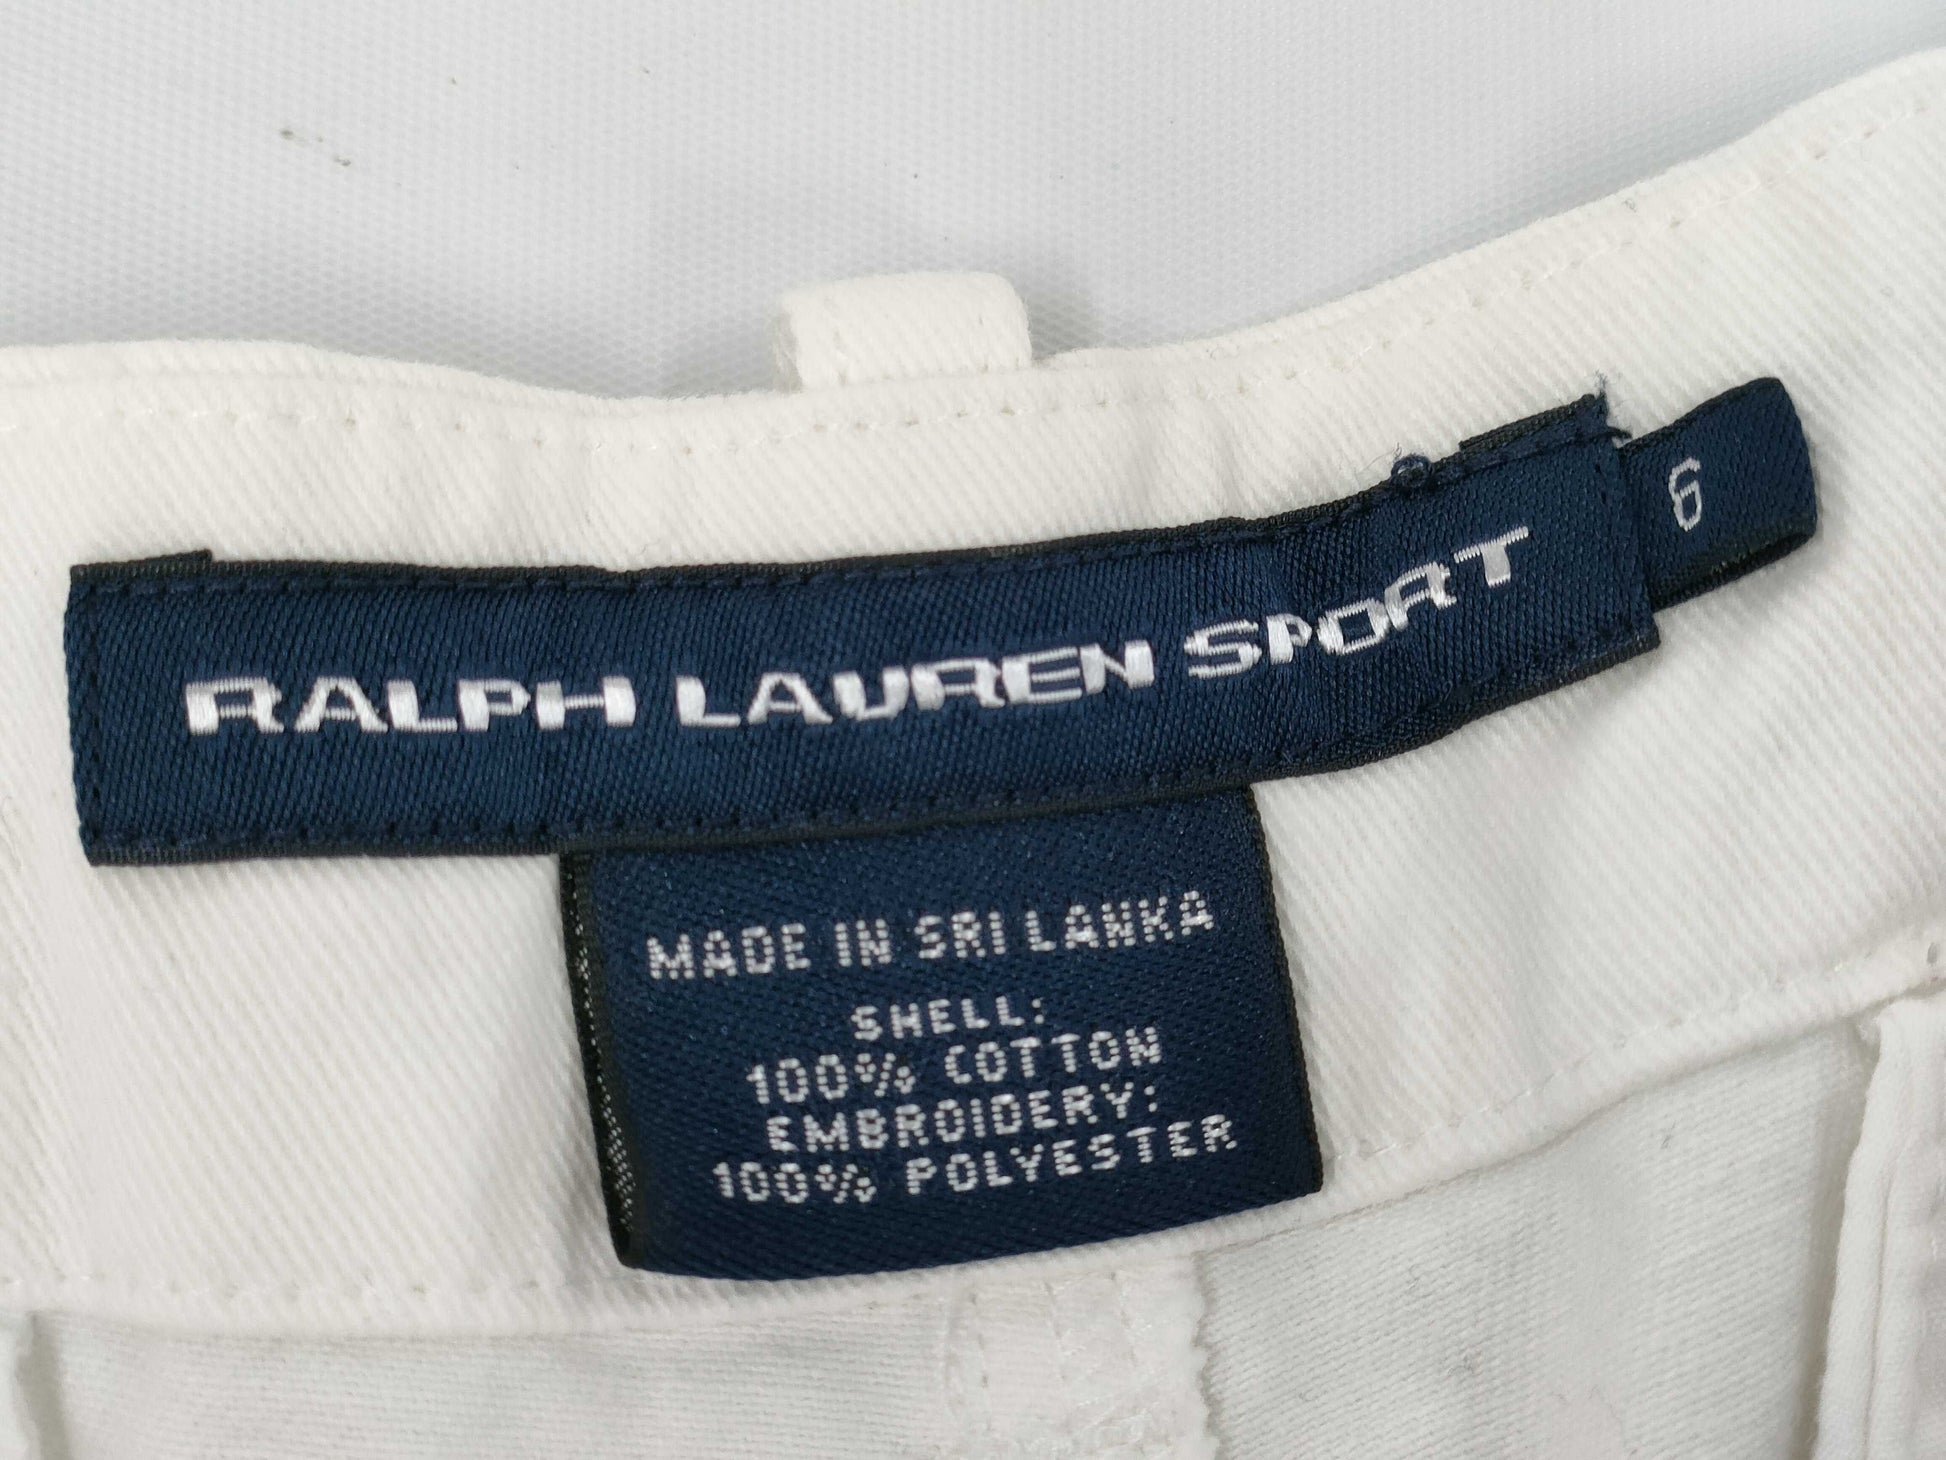 RALPH LAUREN SPORT
6
MADE IN SRI LANKA
SHELL:
100% COTTON
EMBROIDERY:
100% POLYESTER